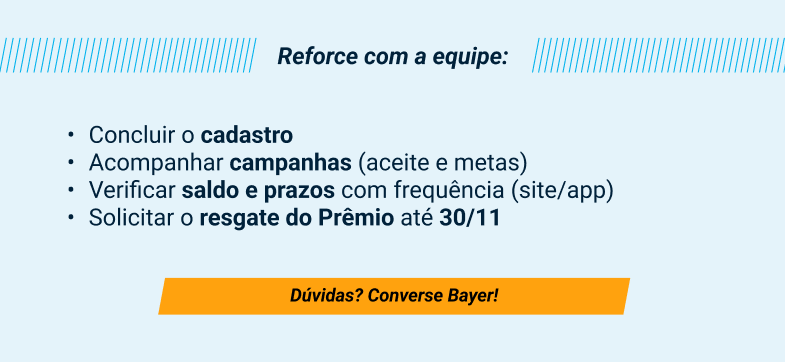 Reforce com a equipe:
• Concluir o cadastro
• Acompanhar campanhas (aceite e metas)
• Verificar saldo e prazos com frequência (site/app)
• Solicitar o resgate do Prêmio até 30/11
Dúvidas? Converse Bayer!